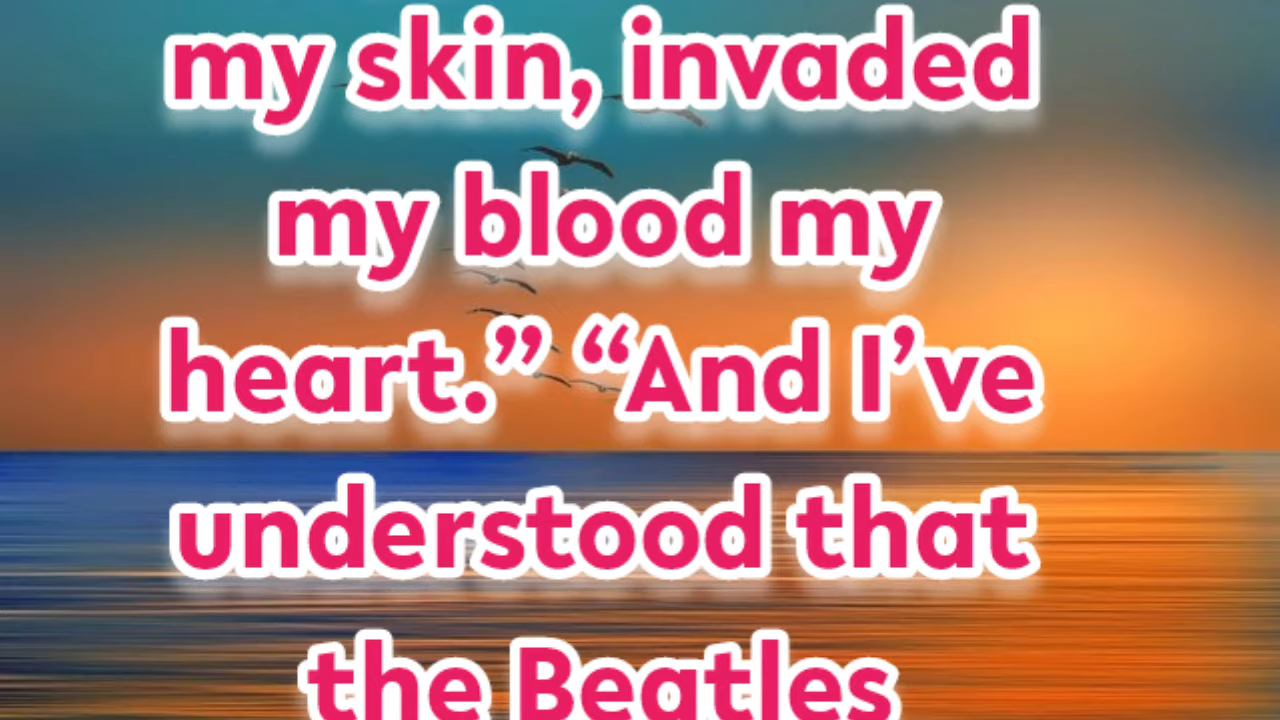 my skin, invaded
my blood my
heart.” “And I’ve
understood that
the Beatles